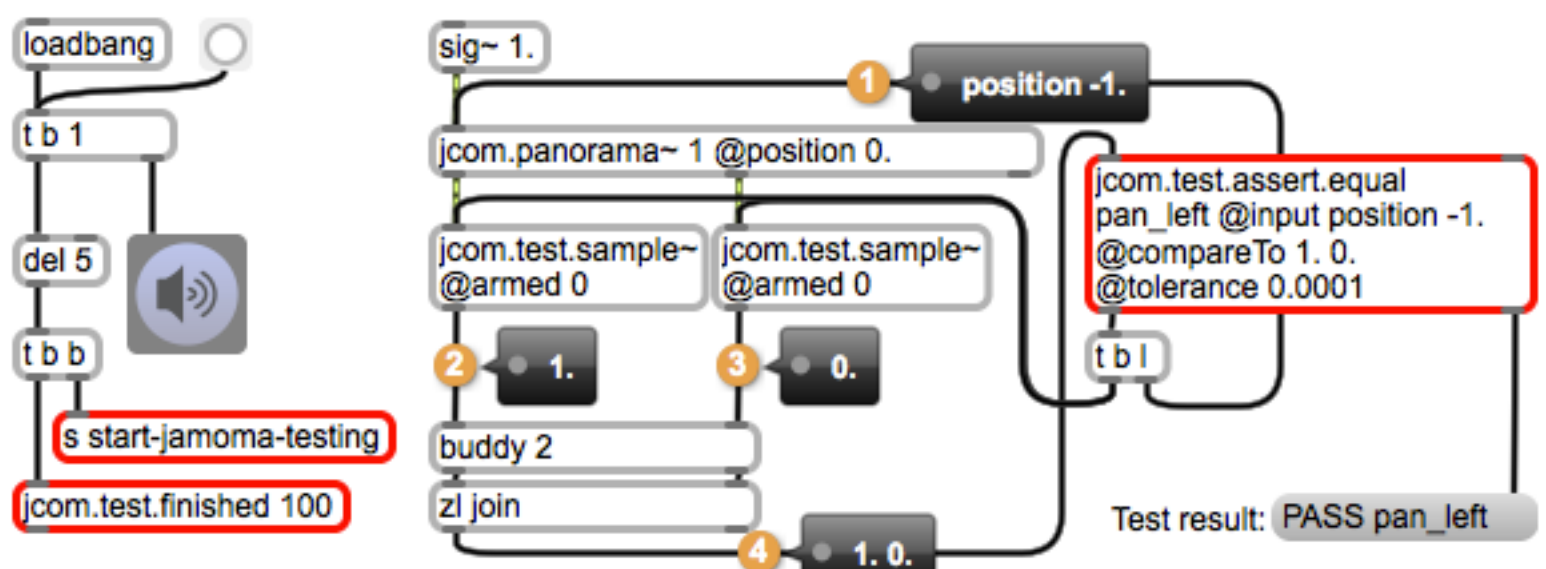 loadbang
t b 1
del 5
t b b
s start-jamoma-testing
jcom.test.finished 100
sig~ 1.
1
position -1.
jcom.panorama~ 1 @position 0.
jcom.test.sample~
@armed 0
jcom.test.sample~
@armed 0
2
1.
3
0.
buddy 2
zl join
4
1. 0.
jcom.test.assert.equal
pan_left @input position -1.
@compareTo 1. 0.
@tolerance 0.0001
t b l
Test result: PASS pan_left